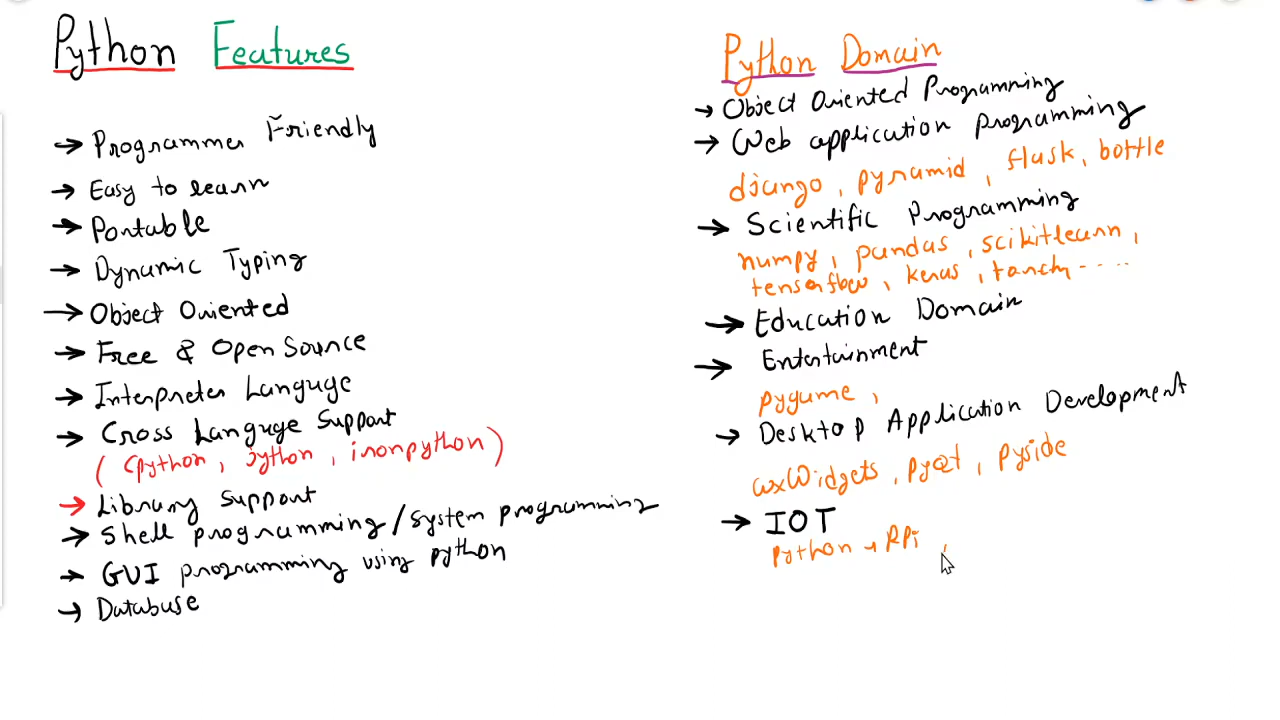 Python Features
→ Programmer Friendly
→ Easy to learn
→ Portable
→ Dynamic Typing
→ Object Oriented
→ Free & Open Source
→ Interpreter Languge
→ Cross Languge Support
(Cpython, Jython, ironpython)
→ Library Support
→ Shell programming/System programming
→ GUI programming using python
→ Database
Python Domain
→ Object Oriented Programming
→ Web application programming
django, pyramid, flask, bottle
→ Scientific Programming
numpy, pandas, scikitlearn,
tensorflow, keras,
→ Education Domain
→ Entertainment
pygame,
→ Desktop Application Development
wxWidgets, pyQt, pyside
→ IOT
Python → RPi,